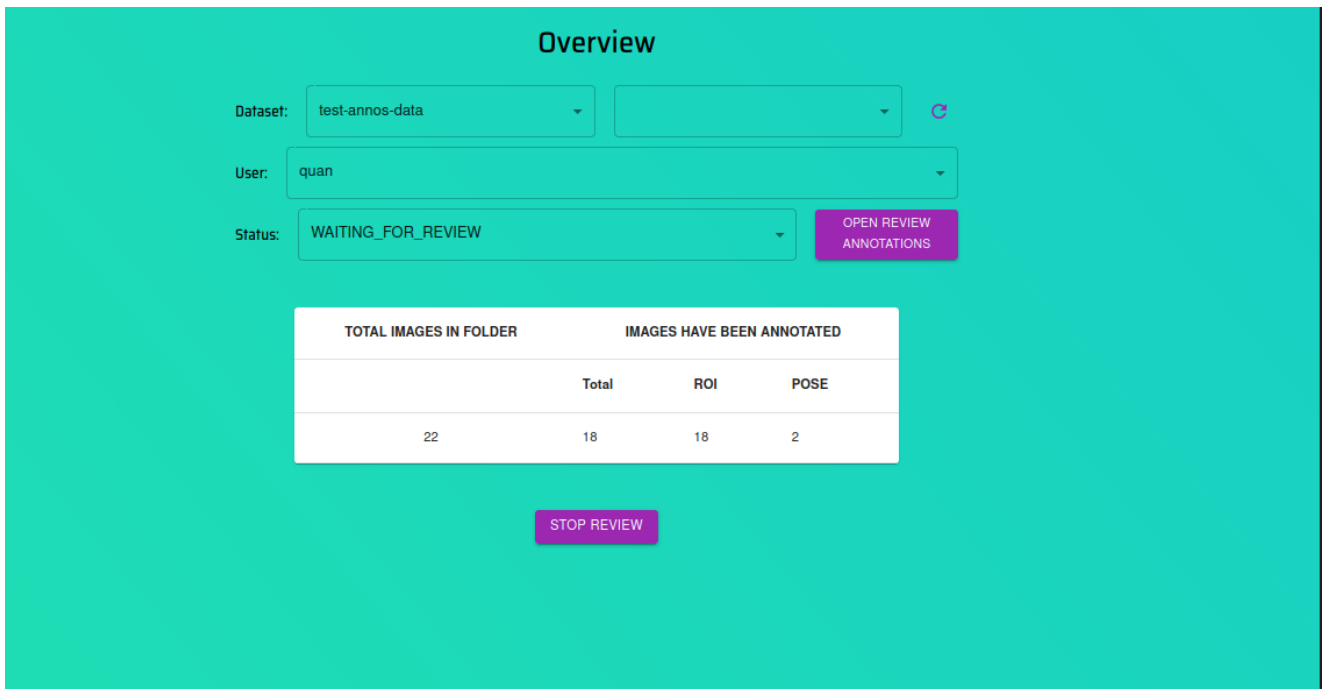 Overview
Dataset: test-annos-data
User: quan
Status: WAITING_FOR_REVIEW
OPEN REVIEW
ANNOTATIONS
TOTAL IMAGES IN FOLDER IMAGES HAVE BEEN ANNOTATED
Total ROI POSE
22 18 18 2
STOP REVIEW